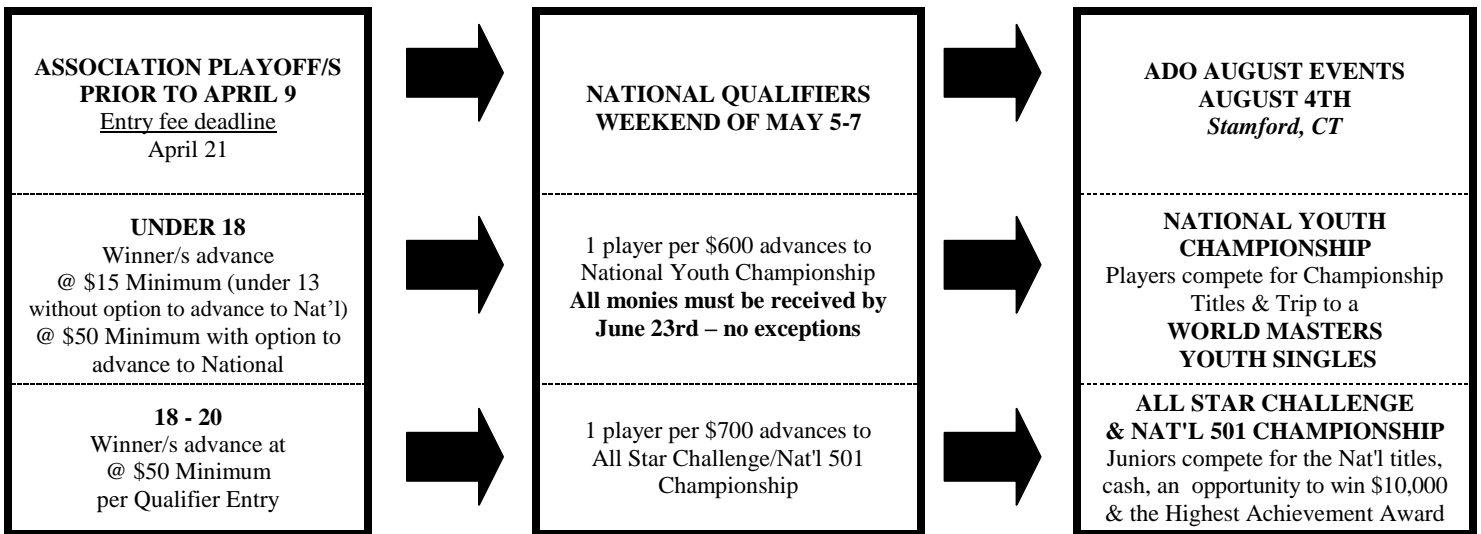 ASSOCIATION PLAYOFF/S
PRIOR TO APRIL 9
Entry fee deadline
April 21
NATIONAL QUALIFIERS
WEEKEND OF MAY 5-7
ADO AUGUST EVENTS
AUGUST 4TH
Stamford, CT
UNDER 18
Winner/s advance
@ $15 Minimum (under 13
without option to advance to Nat’l)
@ $50 Minimum with option to
advance to National
1 player per $600 advances to
National Youth Championship
All monies must be received by
June 23rd – no exceptions
NATIONAL YOUTH
CHAMPIONSHIP
Players compete for Championship
Titles & Trip to a
WORLD MASTERS
YOUTH SINGLES
18 - 20
Winner/s advance at
@ $50 Minimum
per Qualifier Entry
1 player per $700 advances to
All Star Challenge/Nat'l 501
Championship
ALL STAR CHALLENGE
& NAT'L 501 CHAMPIONSHIP
Juniors compete for the Nat'l titles,
cash, an opportunity to win $10,000
& the Highest Achievement Award